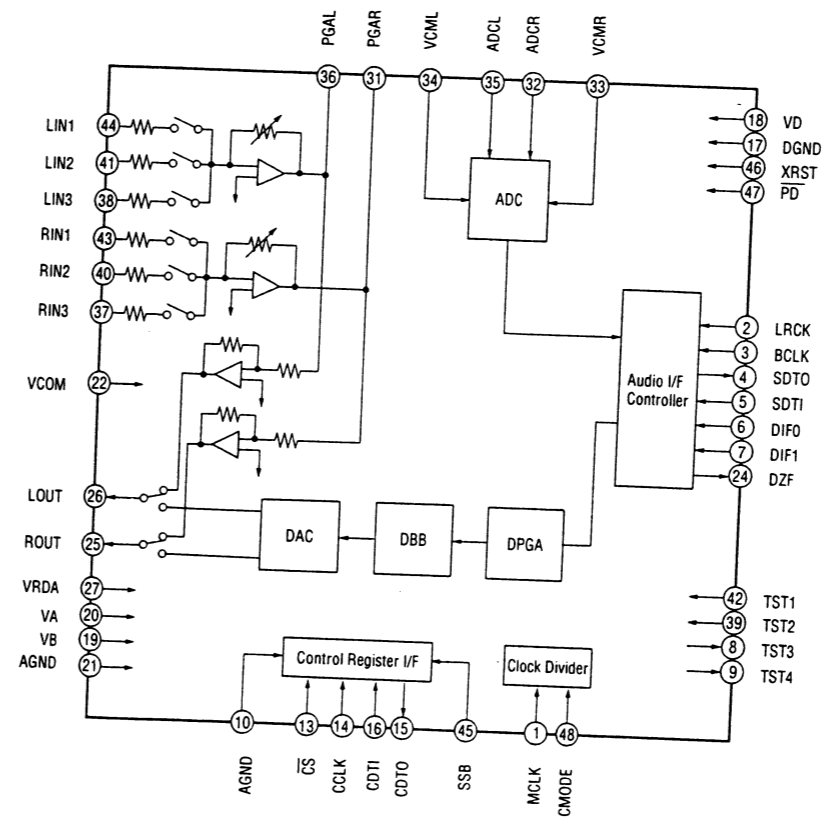 PGAL
PGAR
VCML
ADCL
ADCR
VCMR
36
31
34
35
32
33
LIN1 44
LIN2 41
LIN3 38
RIN1 43
RIN2 40
RIN3 37
VCOM 22
LOUT 26
ROUT 25
VRDA 27
VA 20
VB 19
AGND 21
ADC
18 VD
17 DGND
46 XRST
47 PD
Audio I/F
Controller
2 LRCK
3 BCLK
4 SDTO
5 SDTI
6 DIF0
7 DIF1
24 DZF
DAC
DBB
DPGA
42 TST1
39 TST2
8 TST3
9 TST4
Control Register I/F
Clock Divider
10
13
14
16
15
45
1
48
AGND
CS
CCLK
CDTI
CDTO
SSB
MCLK
CMODE